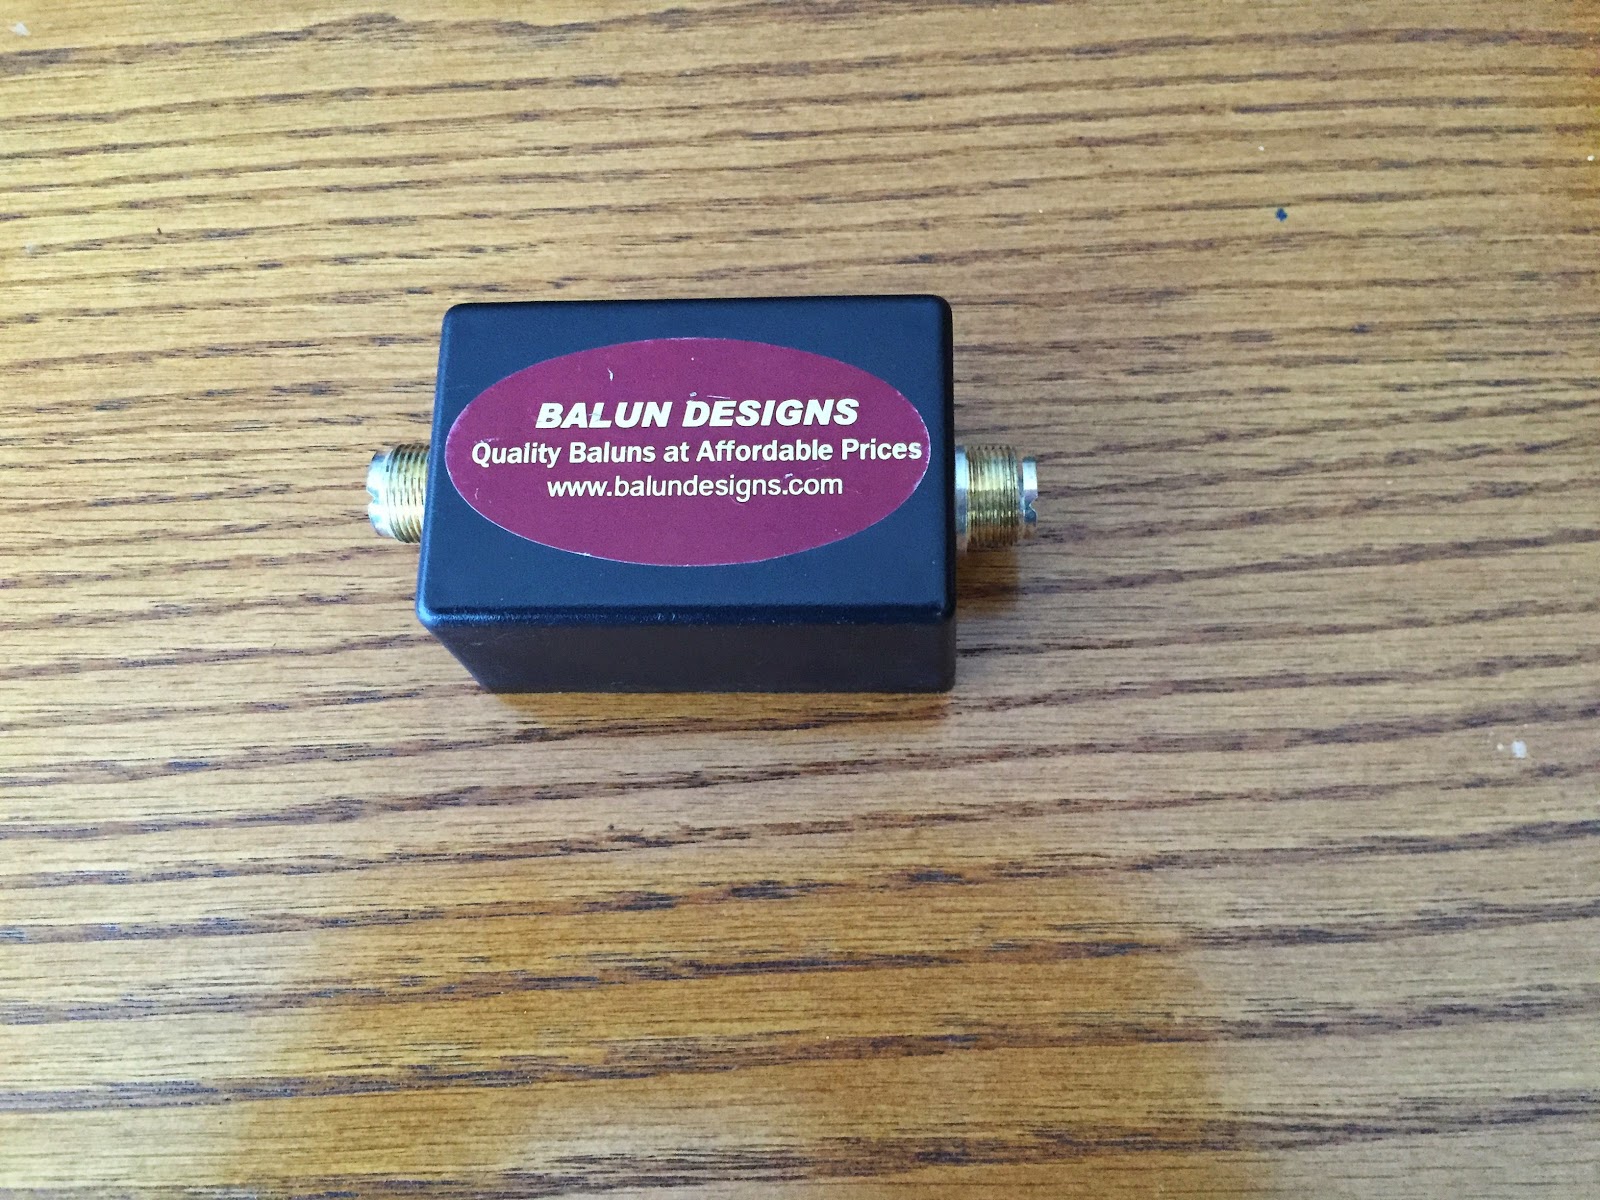 BALUN DESIGNS
Quality Baluns at Affordable Prices
www.balundesigns.com